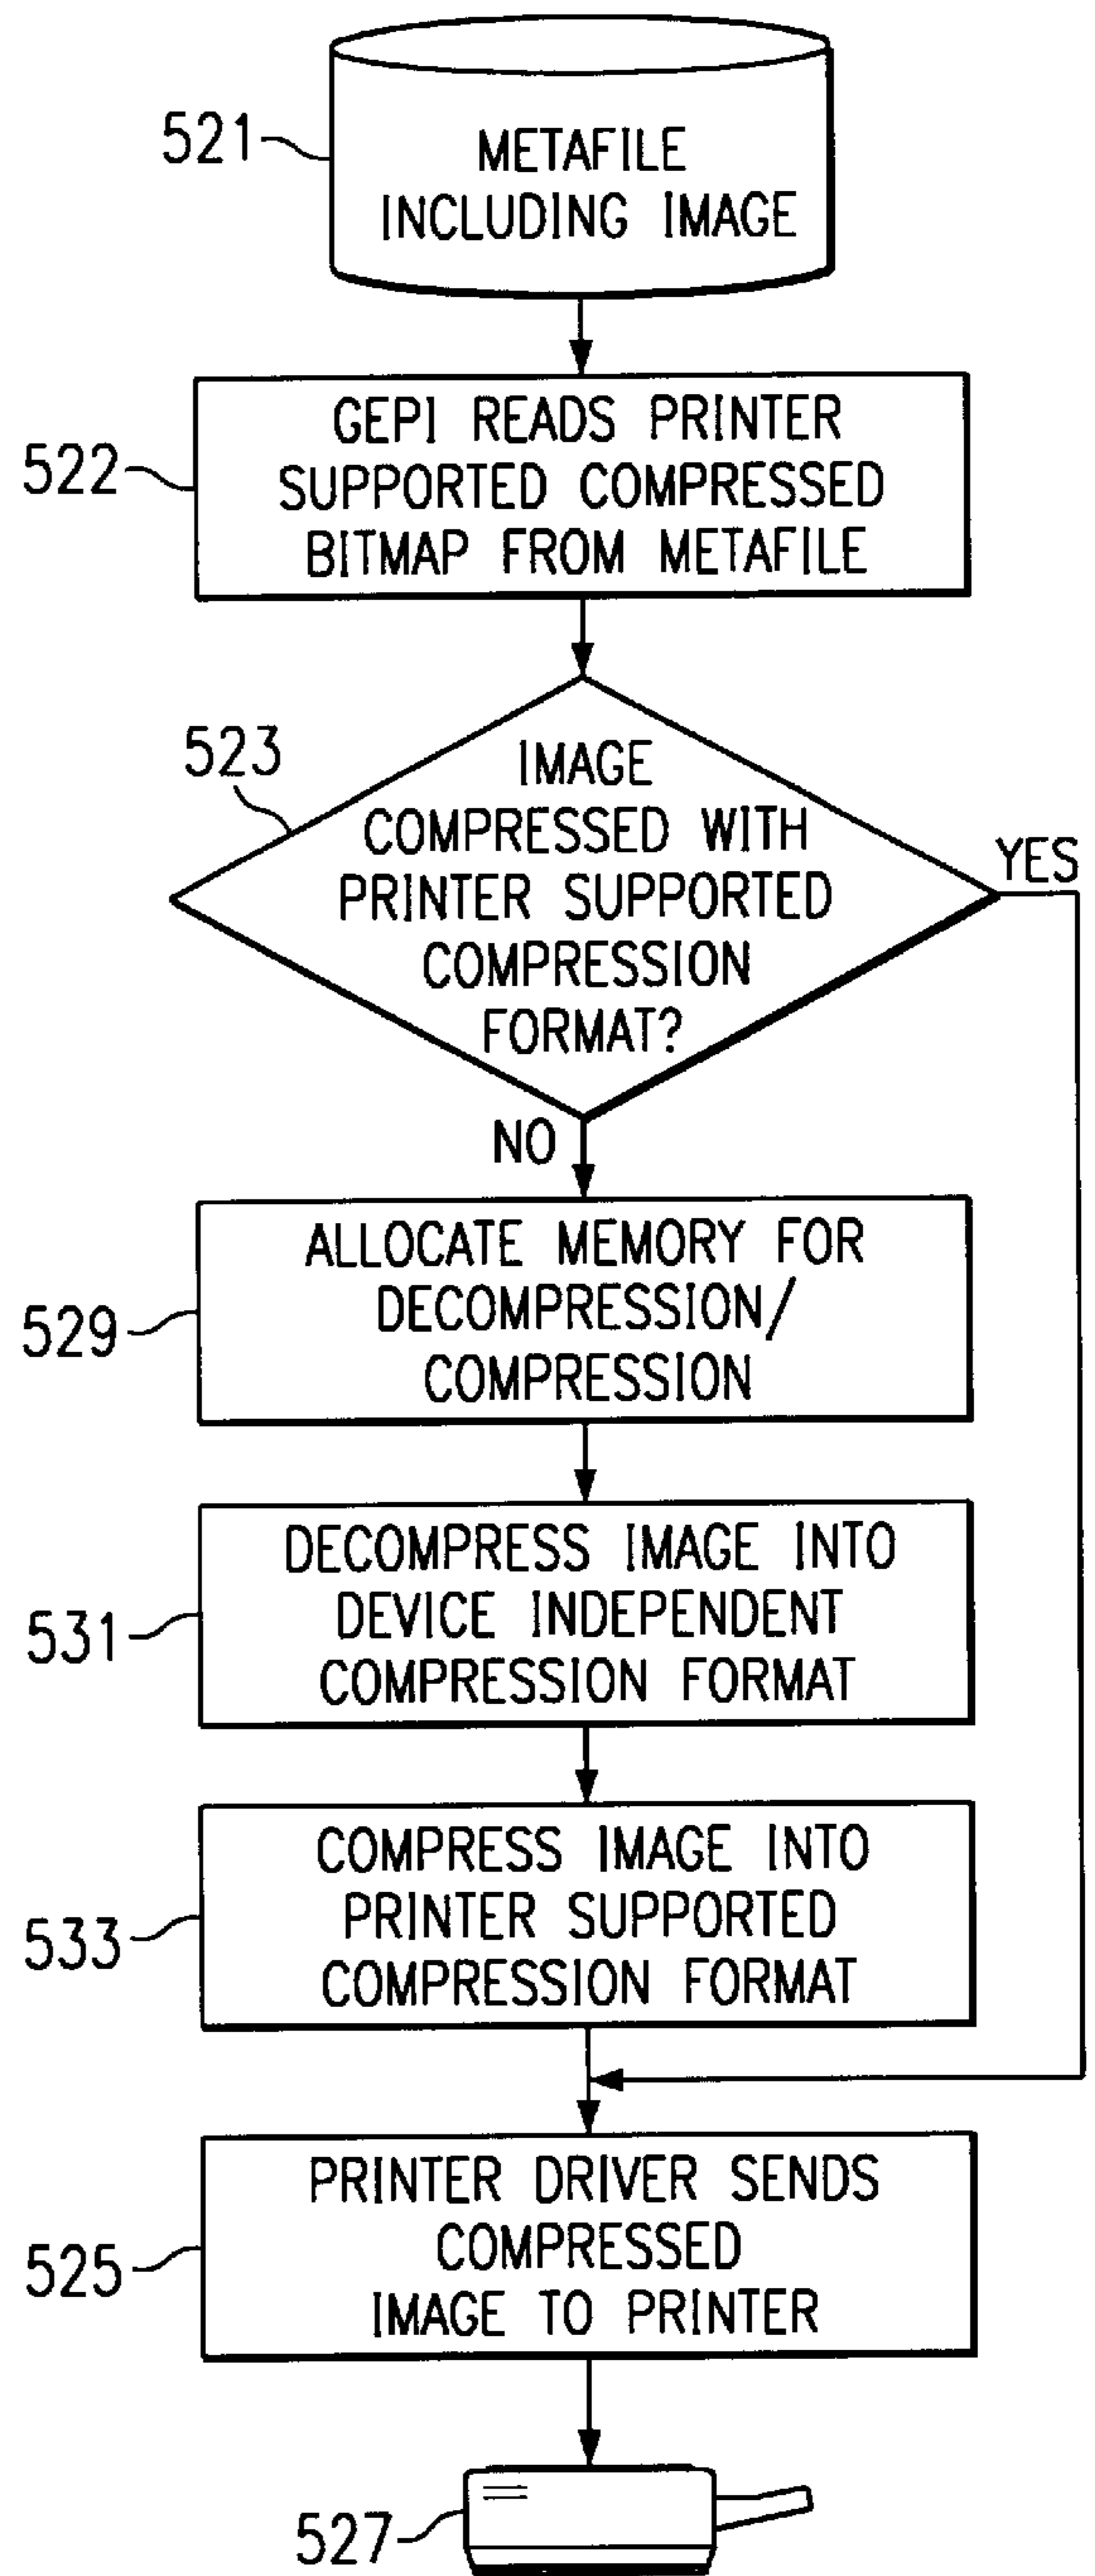 521
METAFILE
INCLUDING IMAGE
522
GEPI READS PRINTER
SUPPORTED COMPRESSED
BITMAP FROM METAFILE
523
IMAGE
COMPRESSED WITH
PRINTER SUPPORTED
COMPRESSION
FORMAT?
YES
NO
529
ALLOCATE MEMORY FOR
DECOMPRESSION/
COMPRESSION
531
DECOMPRESS IMAGE INTO
DEVICE INDEPENDENT
COMPRESSION FORMAT
533
COMPRESS IMAGE INTO
PRINTER SUPPORTED
COMPRESSION FORMAT
525
PRINTER DRIVER SENDS
COMPRESSED
IMAGE TO PRINTER
527